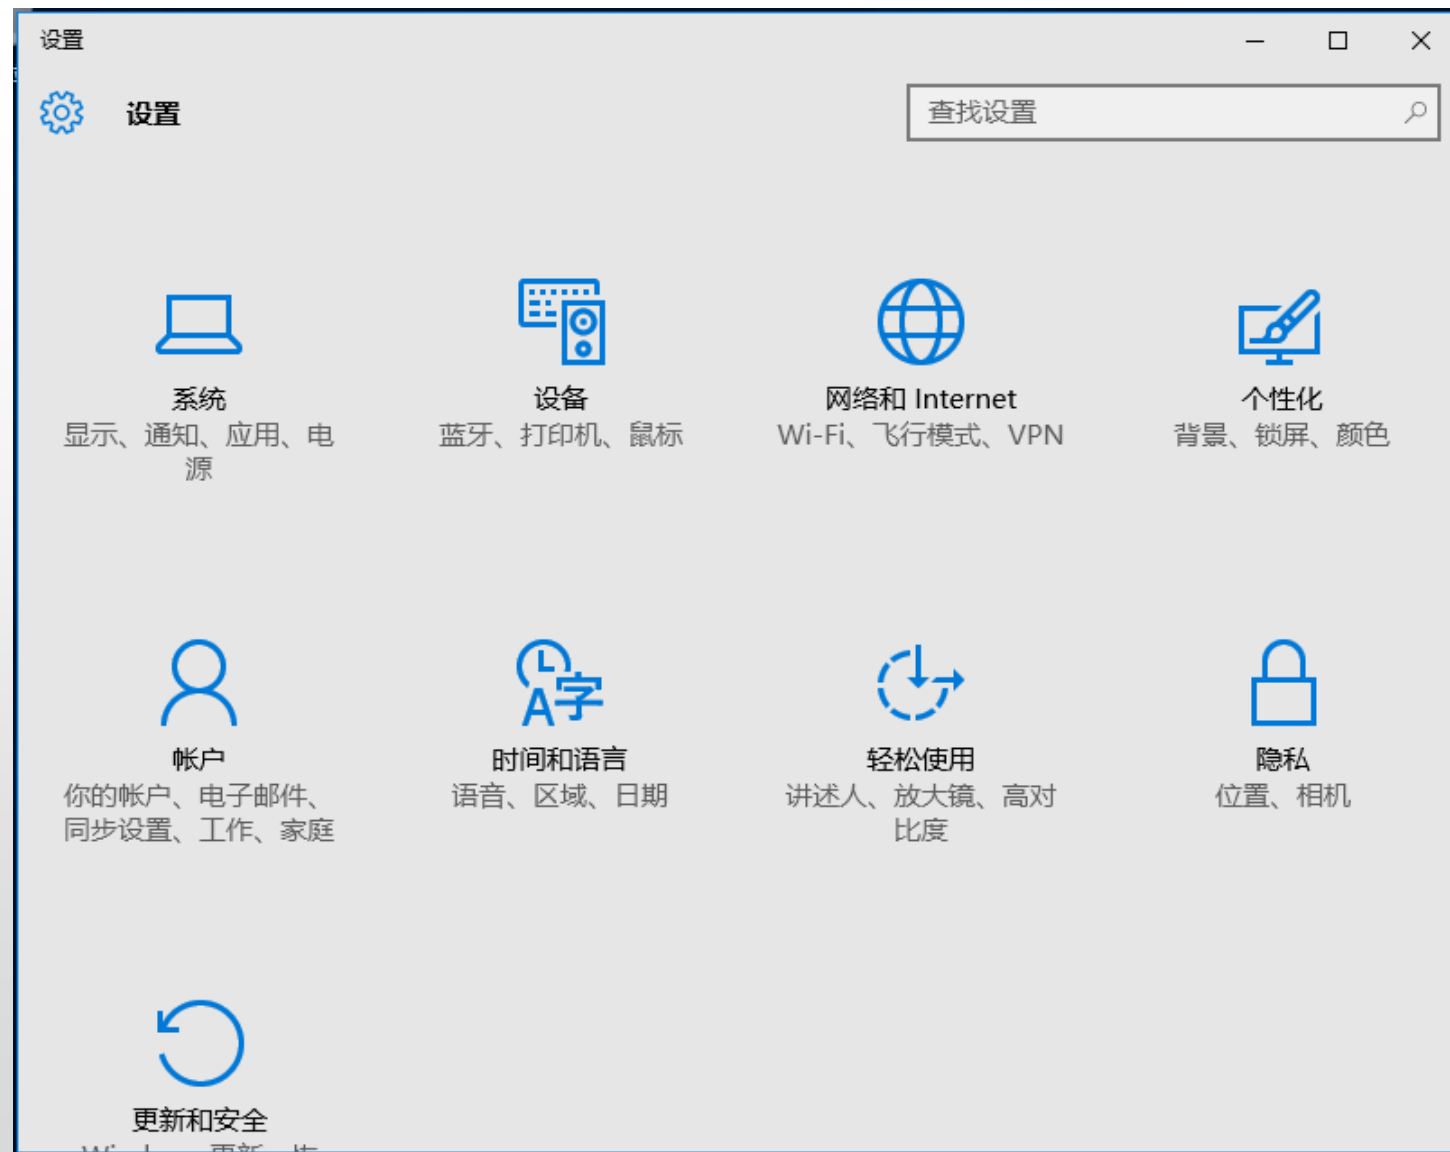 设置
设置
查找设置
系统
显示、通知、应用、电
源
设备
蓝牙、打印机、鼠标
网络和 Internet
Wi-Fi、飞行模式、VPN
个性化
背景、锁屏、颜色
帐户
你的帐户、电子邮件、
同步设置、工作、家庭
时间和语言
语音、区域、日期
轻松使用
讲述人、放大镜、高对
比度
隐私
位置、相机
更新和安全